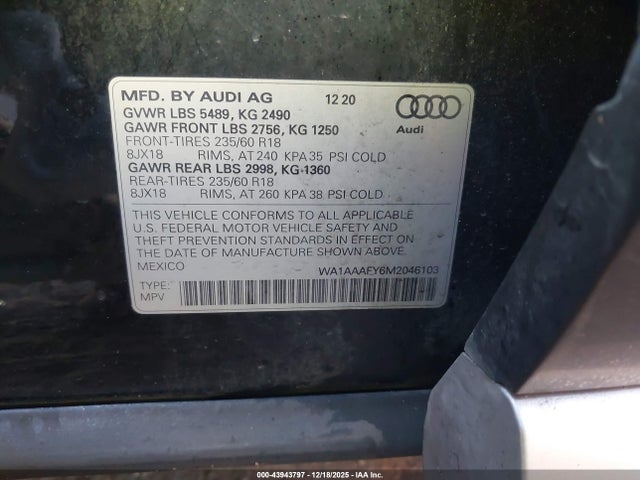 MFD. BY AUDI AG 12 20
GVWR LBS 5489, KG 2490
GAWR FRONT LBS 2756, KG 1250
FRONT-TIRES 235/60 R18
8JX18 RIMS, AT 240 KPA 35 PSI COLD
GAWR REAR LBS 2998, KG 1360
REAR-TIRES 235/60 R18
8JX18 RIMS, AT 260 KPA 38 PSI COLD
Audi
THIS VEHICLE CONFORMS TO ALL APPLICABLE
U.S. FEDERAL MOTOR VEHICLE SAFETY AND
THEFT PREVENTION STANDARDS IN EFFECT ON
THE DATE OF MANUFACTURE SHOWN ABOVE.
MEXICO WA1AAAFY6M2046103
TYPE:
MPV
000-43943797 - 12/18/2025 - IAA Inc.